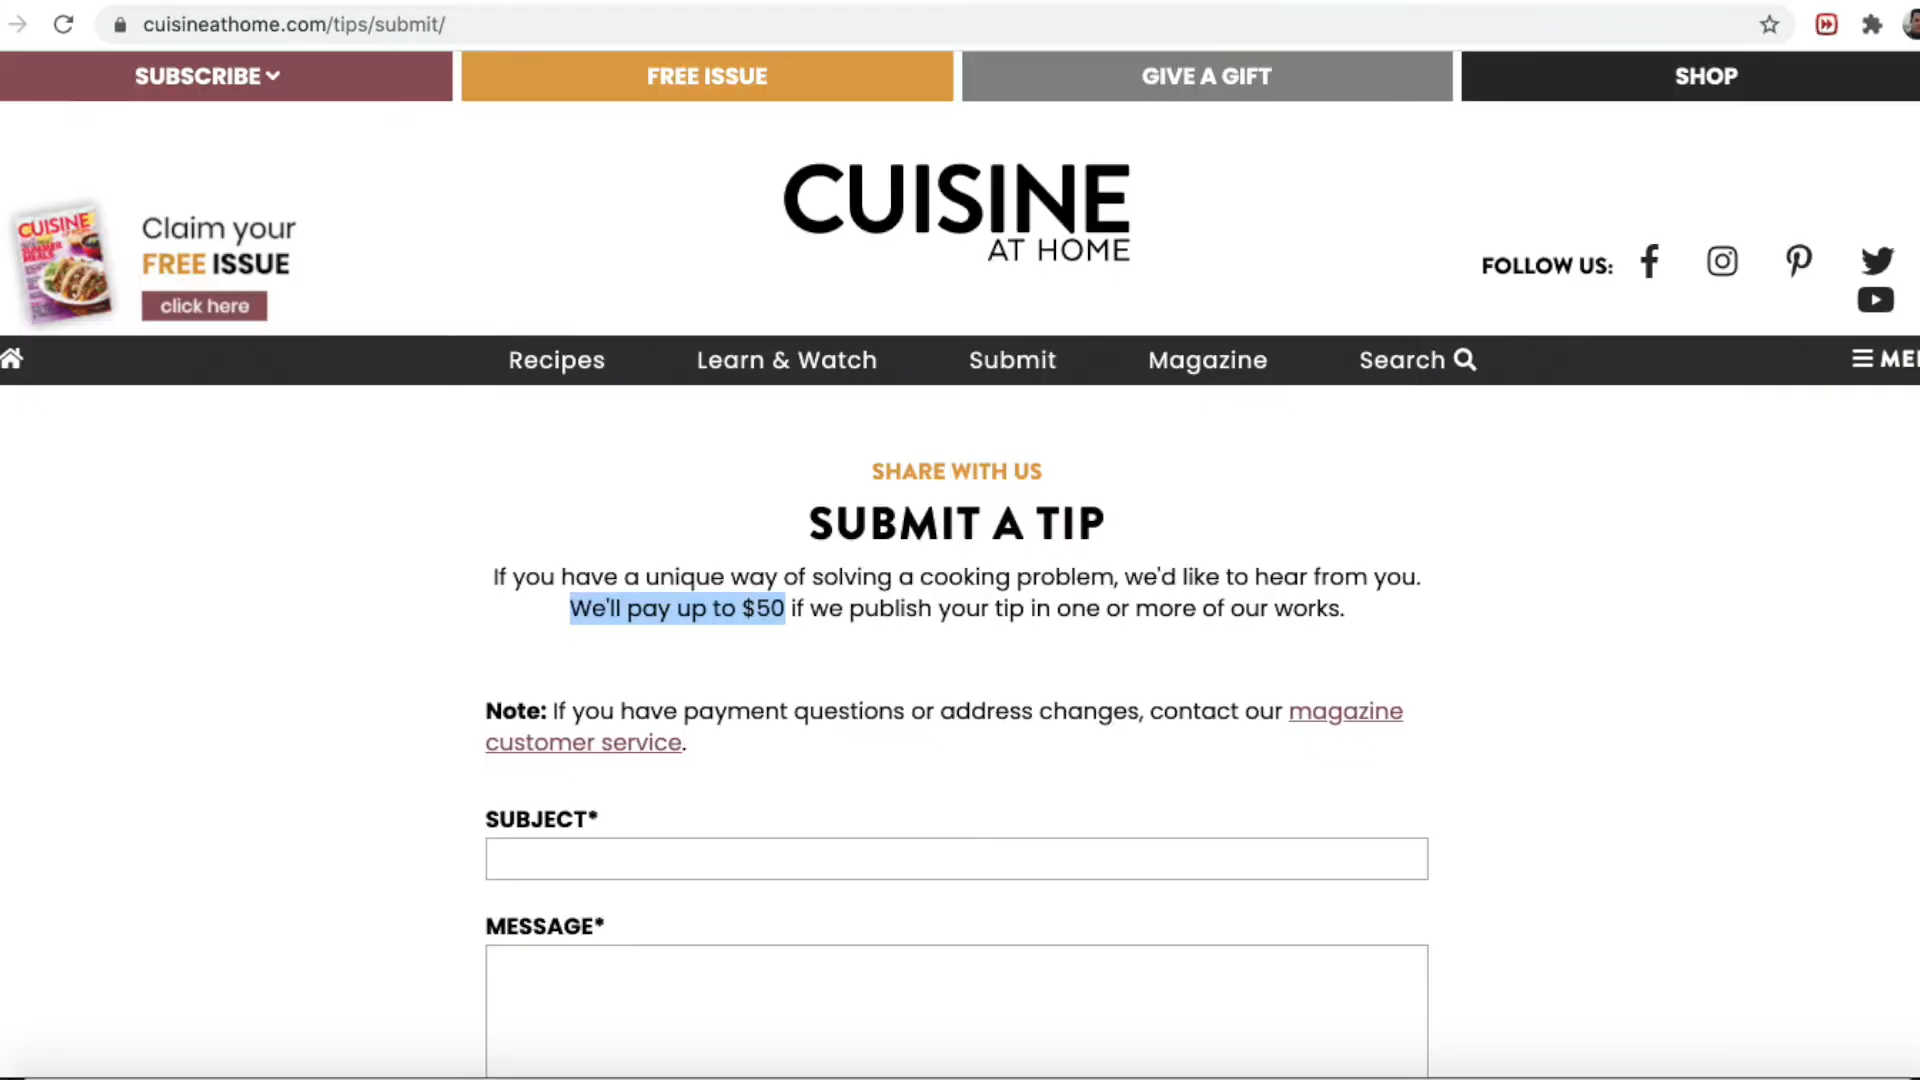 cuisineathome.com/tips/submit/
SUBSCRIBE
FREE ISSUE
GIVE A GIFT
SHOP
CUISINE
AT HOME
CUISINE
Claim your
FREE ISSUE
click here
FOLLOW US:
Recipes
Learn & Watch
Submit
Magazine
Search
SHARE WITH US
SUBMIT A TIP
If you have a unique way of solving a cooking problem, we'd like to hear from you.
We'll pay up to $50 if we publish your tip in one or more of our works.
Note: If you have payment questions or address changes, contact our magazine
customer service.
SUBJECT*
MESSAGE*